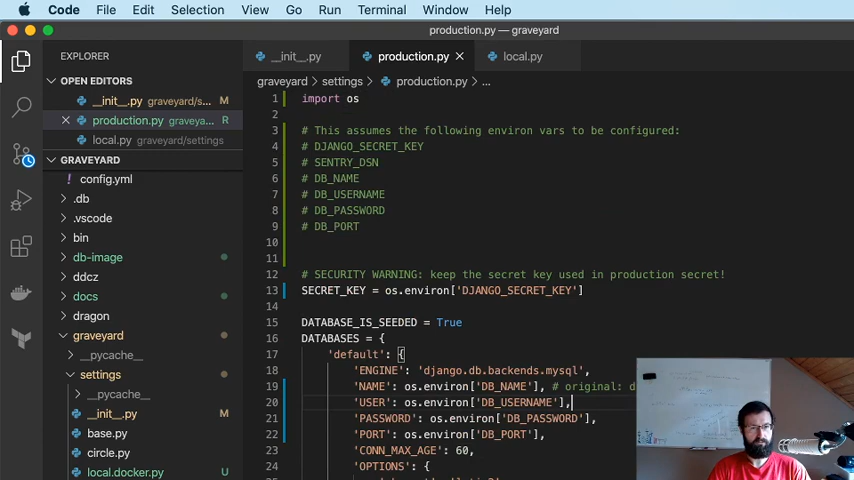 Code File Edit Selection View Go Run Terminal Window Help
production.py — graveyard
EXPLORER
__init__.py
production.py
local.py
OPEN EDITORS
__init__.py graveyard/s... M
production.py graveya... R
local.py graveyard/settings
GRAVEYARD
config.yml
.db
.vscode
bin
db-image
ddcz
docs
dragon
graveyard
__pycache__
settings
__pycache__
__init__.py M
base.py
circle.py
local.docker.py U
graveyard > settings > production.py > ...
1 import os
2
3 # This assumes the following environ vars to be configured:
4 # DJANGO_SECRET_KEY
5 # SENTRY_DSN
6 # DB_NAME
7 # DB_USERNAME
8 # DB_PASSWORD
9 # DB_PORT
10
11
12 # SECURITY WARNING: keep the secret key used in production secret!
13 SECRET_KEY = os.environ['DJANGO_SECRET_KEY']
14
15 DATABASE_IS_SEEDED = True
16 DATABASES = {
17 'default': {
18 'ENGINE': 'django.db.backends.mysql',
19 'NAME': os.environ['DB_NAME'], # original: d
20 'USER': os.environ['DB_USERNAME'],
21 'PASSWORD': os.environ['DB_PASSWORD'],
22 'PORT': os.environ['DB_PORT'],
23 'CONN_MAX_AGE': 60,
24 'OPTIONS': {